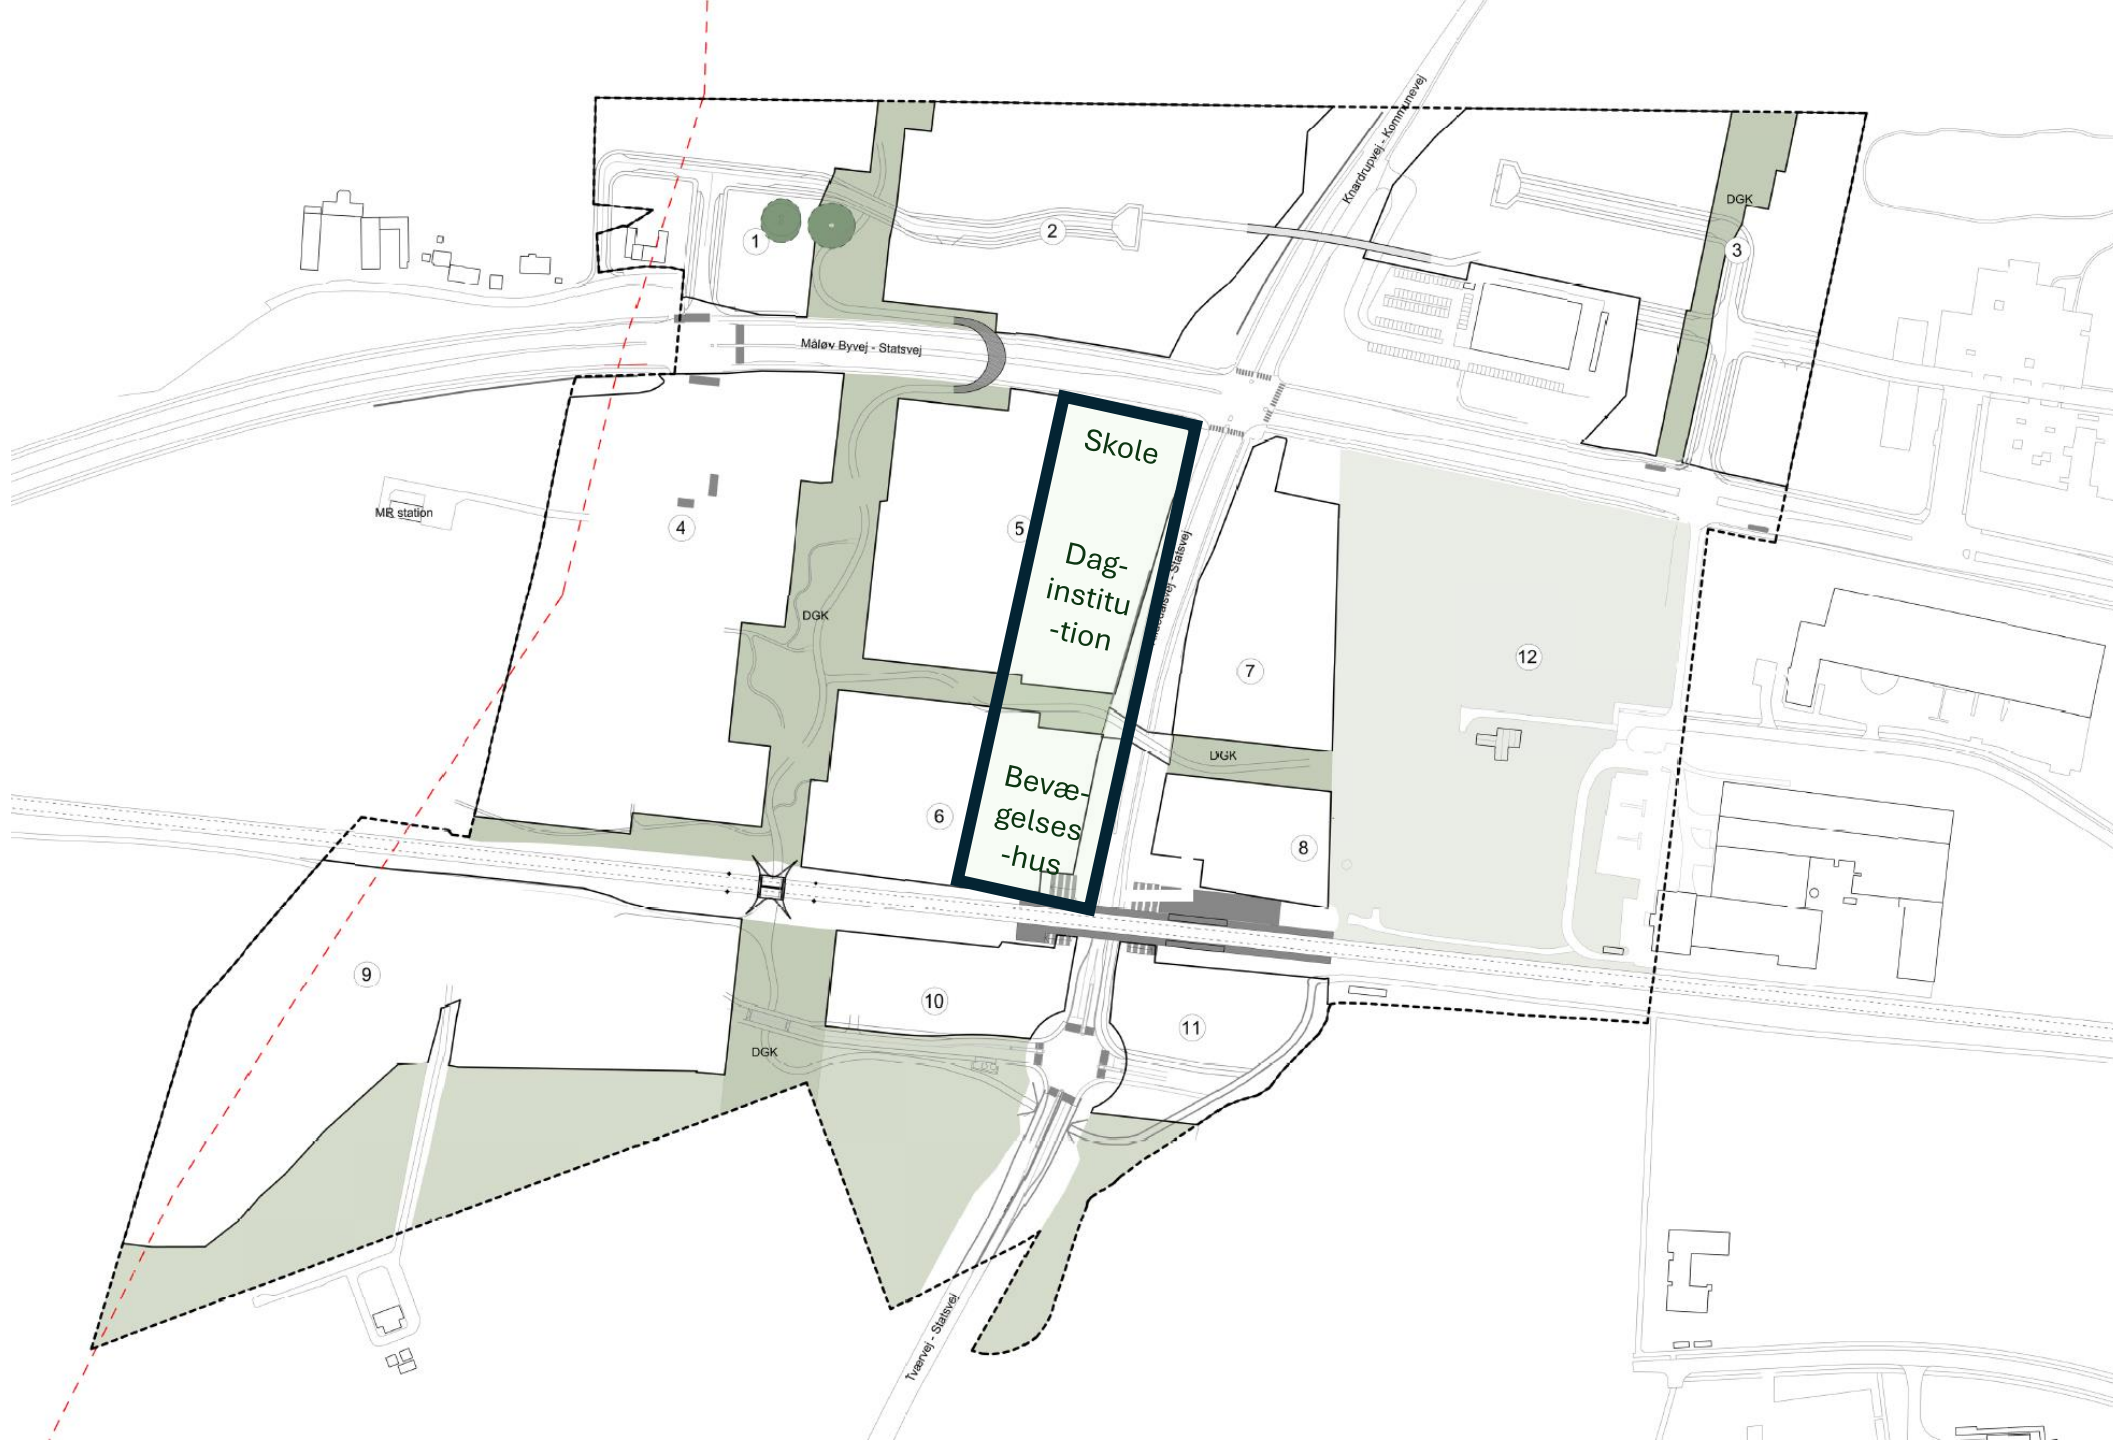 Knardrupvej - Kommunevej
DGK
1
2
3
Måløv Byvej - Statsvej
Skole
MR station
4
5
Dag-
institu
-tion
- Statsvej
DGK
7
12
DGK
Bevæ-
gelses
-hus
6
8
9
10
11
DGK
Tværvej - Statsvej